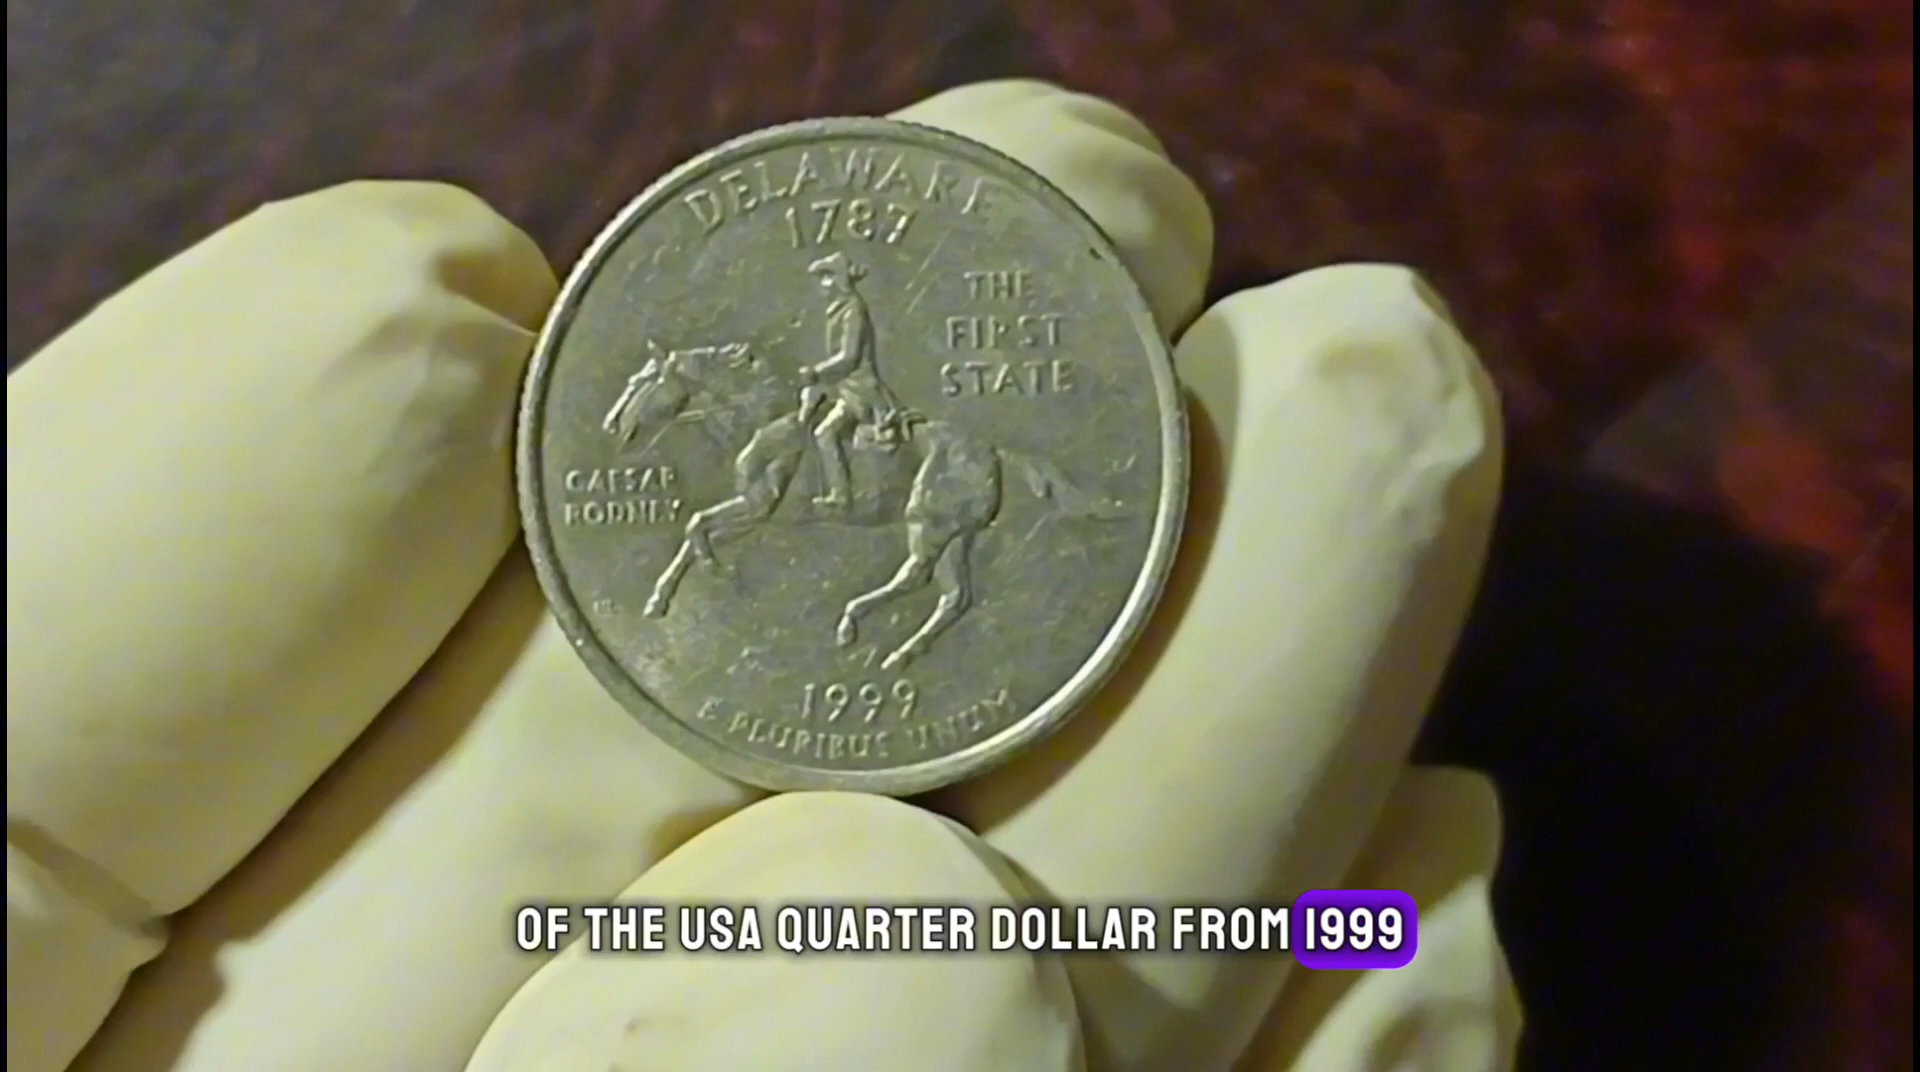 DELAWARE
1787
THE
FIRST
STATE
CAESAR
RODNEY
1999
E PLURIBUS UNUM
OF THE USA QUARTER DOLLAR FROM 1999